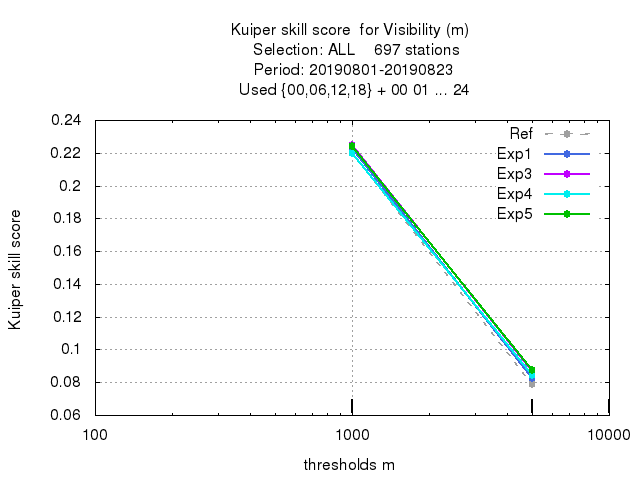 Kuiper skill score  for Visibility (m)
Selection: ALL    697 stations
Period: 20190801-20190823
Used {00,06,12,18} + 00 01 ... 24
Ref
Exp1
Exp3
Exp4
Exp5
0.24
0.22
0.2
0.18
0.16
0.14
0.12
0.1
0.08
0.06
Kuiper skill score
100 1000 10000
thresholds m